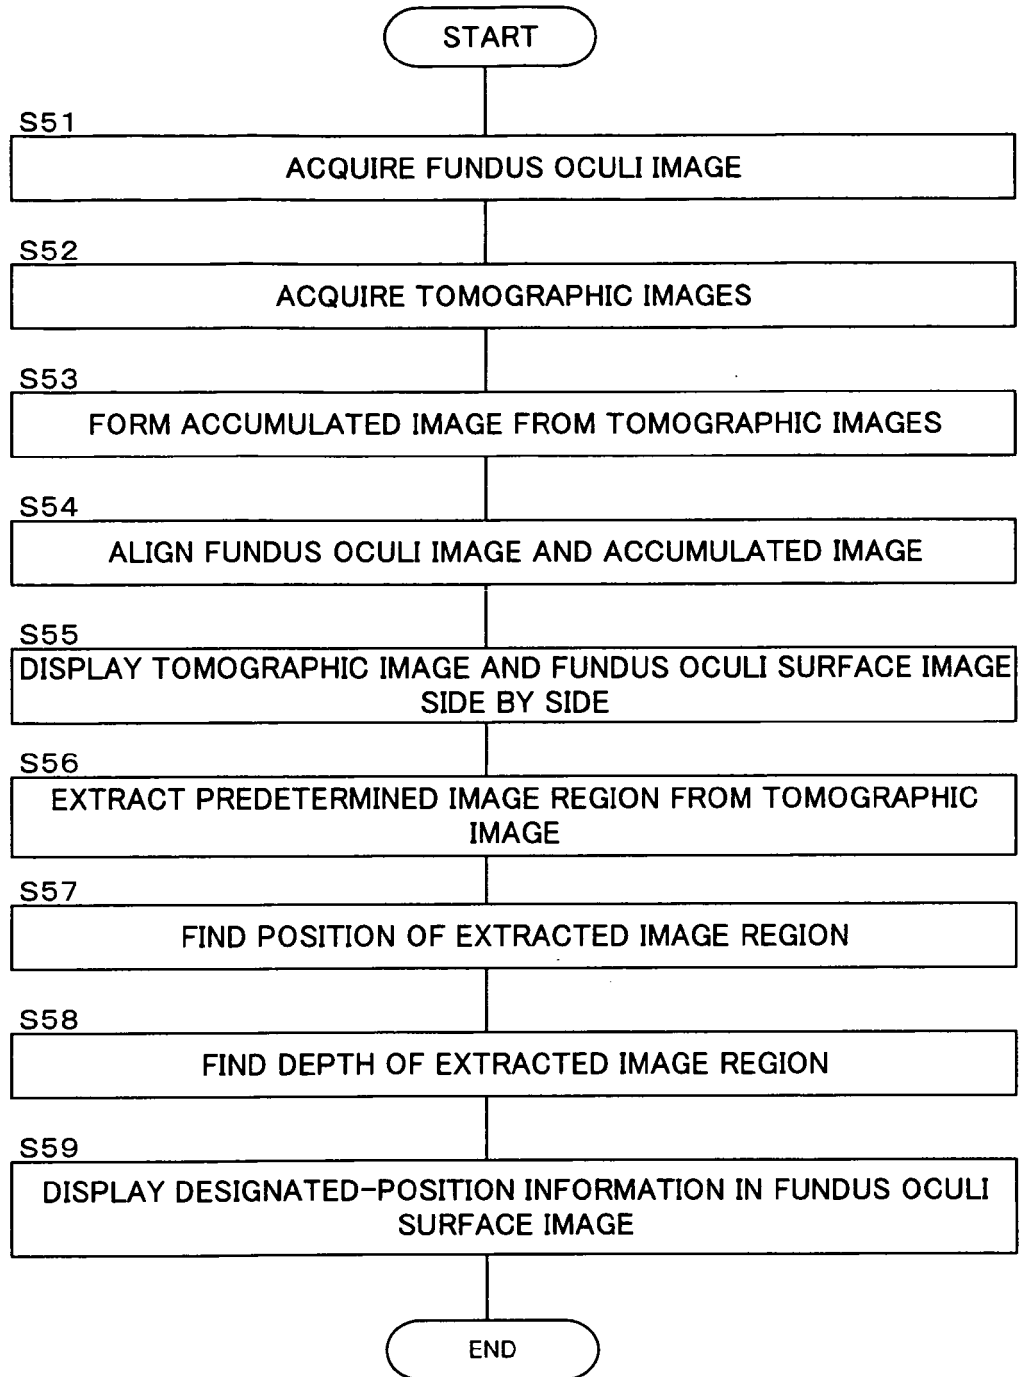 START
S51
ACQUIRE FUNDUS OCULI IMAGE
S52
ACQUIRE TOMOGRAPHIC IMAGES
S53
FORM ACCUMULATED IMAGE FROM TOMOGRAPHIC IMAGES
S54
ALIGN FUNDUS OCULI IMAGE AND ACCUMULATED IMAGE
S55
DISPLAY TOMOGRAPHIC IMAGE AND FUNDUS OCULI SURFACE IMAGE
SIDE BY SIDE
S56
EXTRACT PREDETERMINED IMAGE REGION FROM TOMOGRAPHIC
IMAGE
S57
FIND POSITION OF EXTRACTED IMAGE REGION
S58
FIND DEPTH OF EXTRACTED IMAGE REGION
S59
DISPLAY DESIGNATED-POSITION INFORMATION IN FUNDUS OCULI
SURFACE IMAGE
END